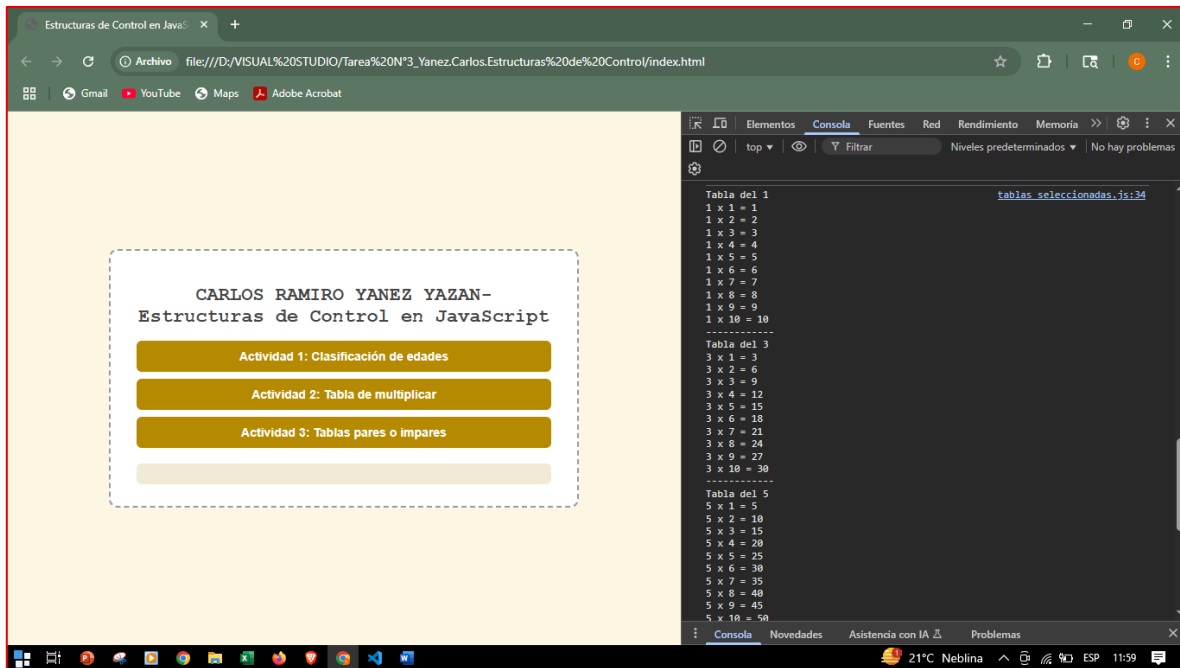 Estructuras de Control en JavaS
Archivo file:///D:/VISUAL%20STUDIO/Tarea%20N°3_Yanez.Carlos.Estructuras%20de%20Control/index.html
C
Gmail YouTube Maps Adobe Acrobat
CARLOS RAMIRO YANEZ YAZAN-
Estructuras de Control en JavaScript
Actividad 1: Clasificación de edades
Actividad 2: Tabla de multiplicar
Actividad 3: Tablas pares o impares
Elementos Consola Fuentes Red Rendimiento Memoria
top Filtrar Niveles predeterminados No hay problemas
Tabla del 1 tablas seleccionadas.js:34
1 x 1 = 1
1 x 2 = 2
1 x 3 = 3
1 x 4 = 4
1 x 5 = 5
1 x 6 = 6
1 x 7 = 7
1 x 8 = 8
1 x 9 = 9
1 x 10 = 10
------------
Tabla del 3
3 x 1 = 3
3 x 2 = 6
3 x 3 = 9
3 x 4 = 12
3 x 5 = 15
3 x 6 = 18
3 x 7 = 21
3 x 8 = 24
3 x 9 = 27
3 x 10 = 30
------------
Tabla del 5
5 x 1 = 5
5 x 2 = 10
5 x 3 = 15
5 x 4 = 20
5 x 5 = 25
5 x 6 = 30
5 x 7 = 35
5 x 8 = 40
5 x 9 = 45
5 x 10 = 50
Consola Novedades Asistencia con IA Problemas
21°C Neblina ESP 11:59